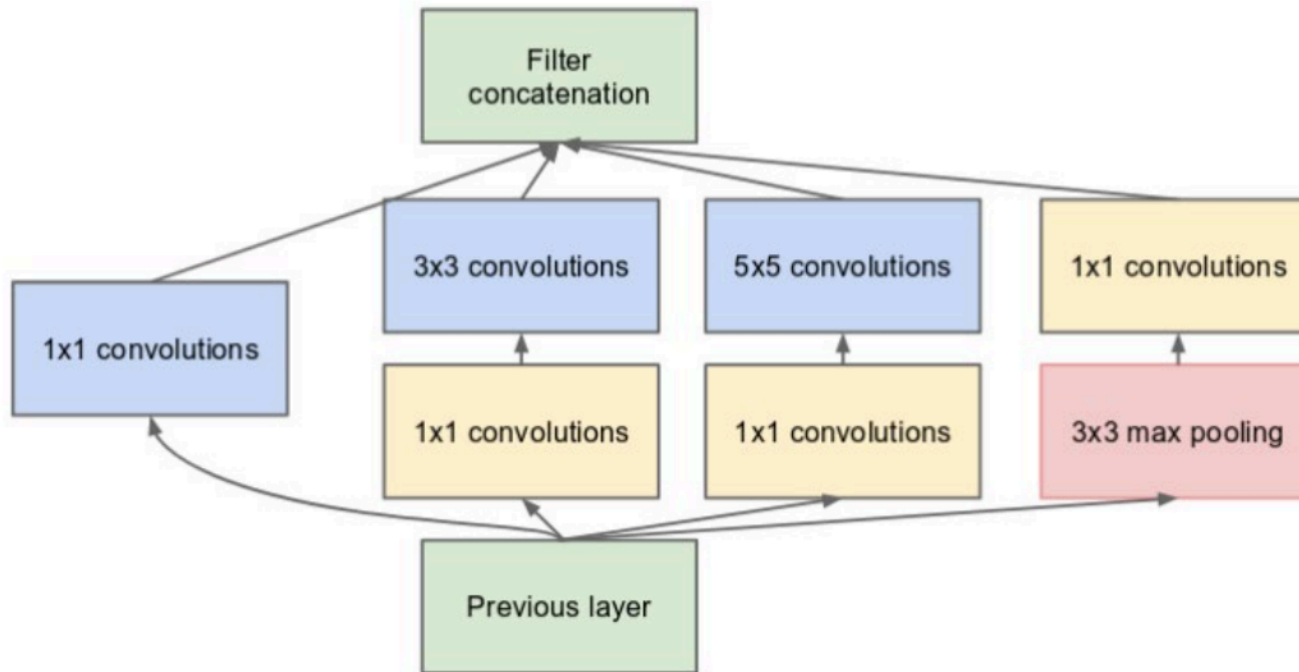 Filter
concatenation
3x3 convolutions
5x5 convolutions
1x1 convolutions
1x1 convolutions
1x1 convolutions
1x1 convolutions
3x3 max pooling
Previous layer